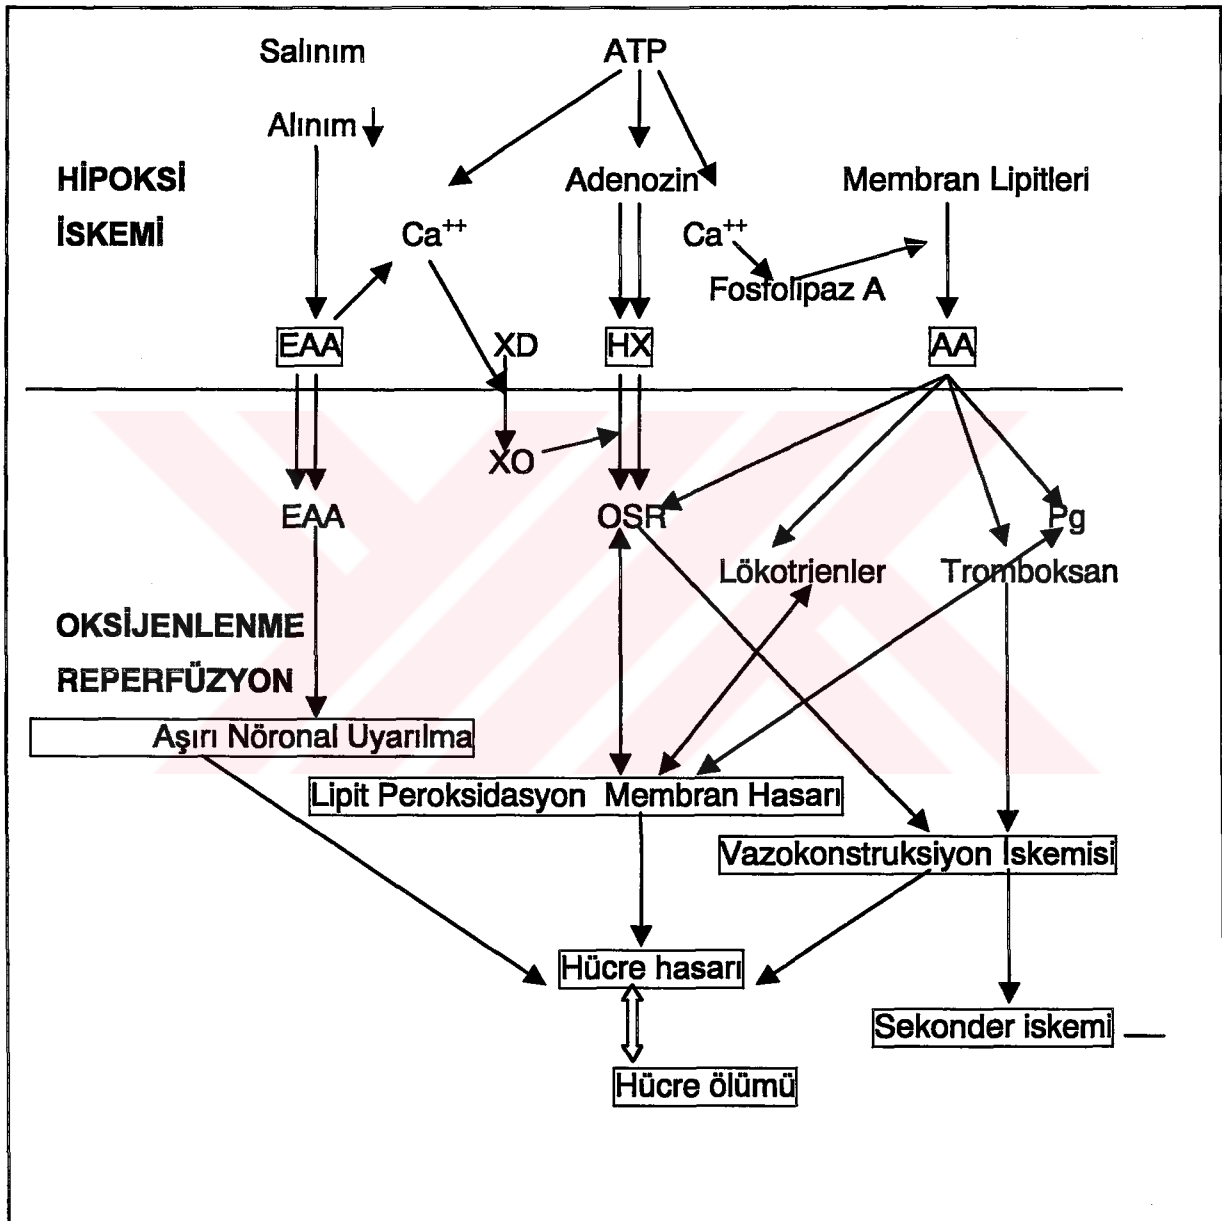 Salınım
ATP
Alınım
HİPOKSİ
İSKEMİ
Adenozin
Membran Lipitleri
Ca++
Ca++
Fosfolipaz A
EAA
XD
HX
AA
XO
EAA
OSR
Pg
Lökotrienler
Tromboksan
OKSİJENLENME
REPERFÜZYON
Aşırı Nöronal Uyarılma
Lipit Peroksidasyon Membran Hasarı
Vazokonstruksiyon İskemisi
Hücre hasarı
Sekonder iskemi
Hücre ölümü